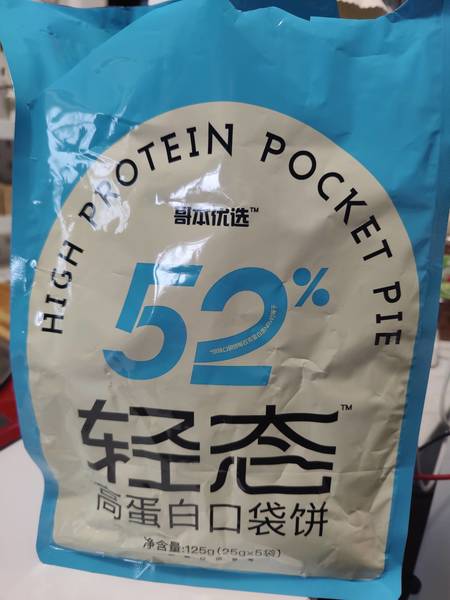 HIGH PROTEIN POCKET PIE
哥本优选™
52%
轻态™
高蛋白口袋饼
净含量:125g(25g×5袋)